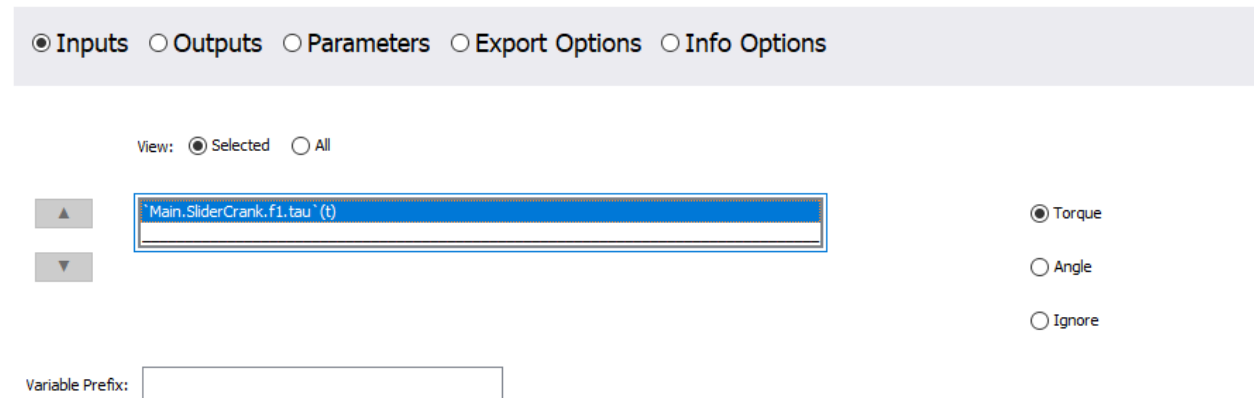 Inputs Outputs Parameters Export Options Info Options
View: Selected All
`Main.SliderCrank.f1.tau`(t)
Torque
Angle
Ignore
Variable Prefix: